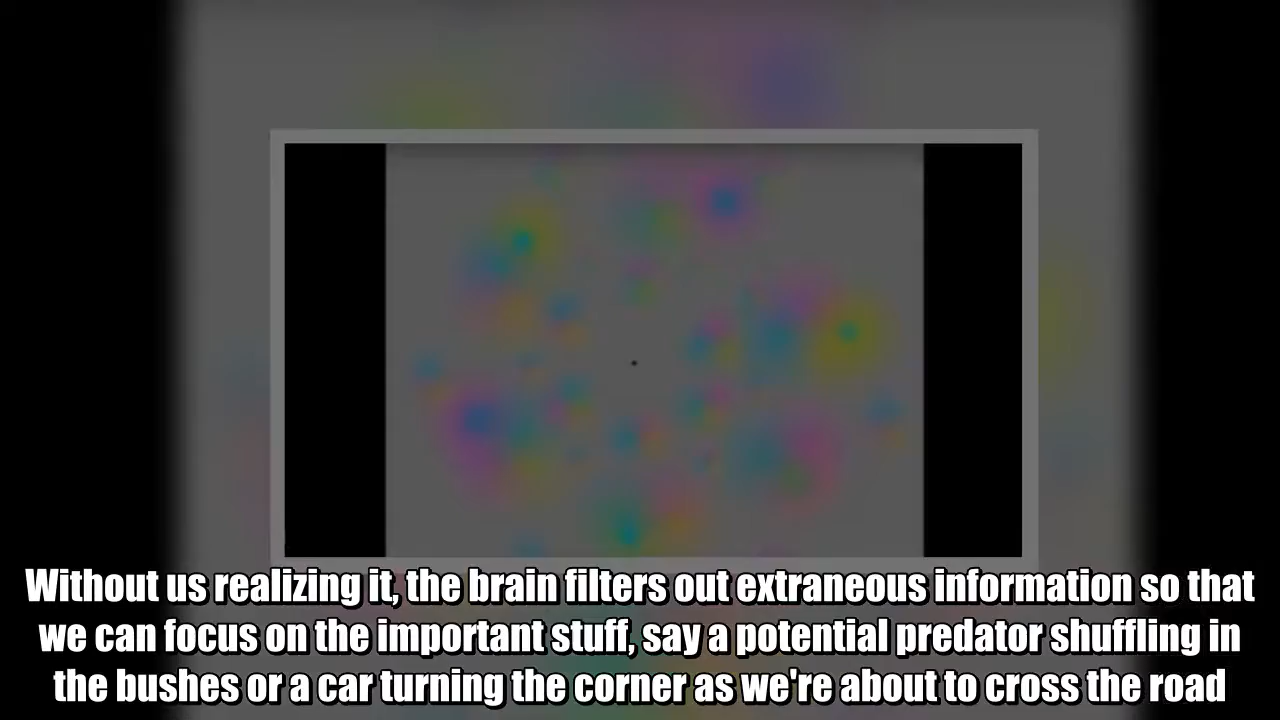 Without us realizing it, the brain filters out extraneous information so that
we can focus on the important stuff, say a potential predator shuffling in
the bushes or a car turning the corner as we're about to cross the road